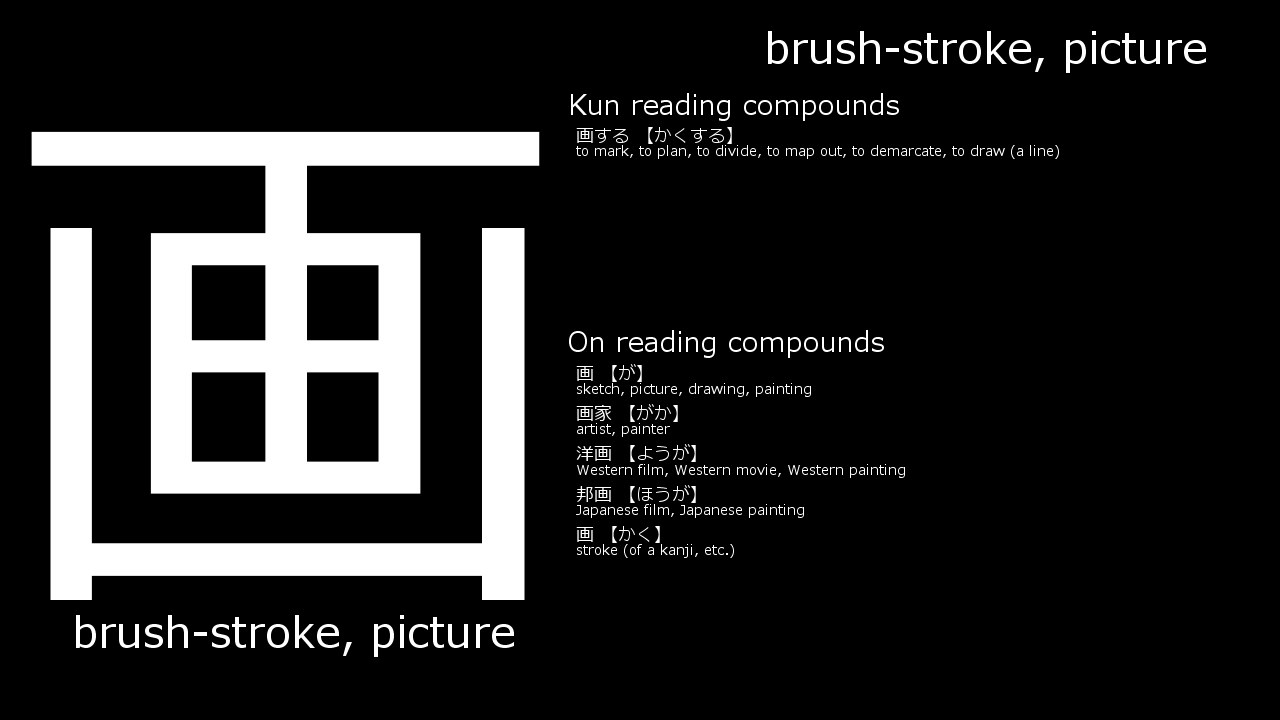 brush-stroke, picture
画
brush-stroke, picture
Kun reading compounds
画する 【かくする】
to mark, to plan, to divide, to map out, to demarcate, to draw (a line)
On reading compounds
画 【が】
sketch, picture, drawing, painting
画家 【がか】
artist, painter
洋画 【ようが】
Western film, Western movie, Western painting
邦画 【ほうが】
Japanese film, Japanese painting
画 【かく】
stroke (of a kanji, etc.)